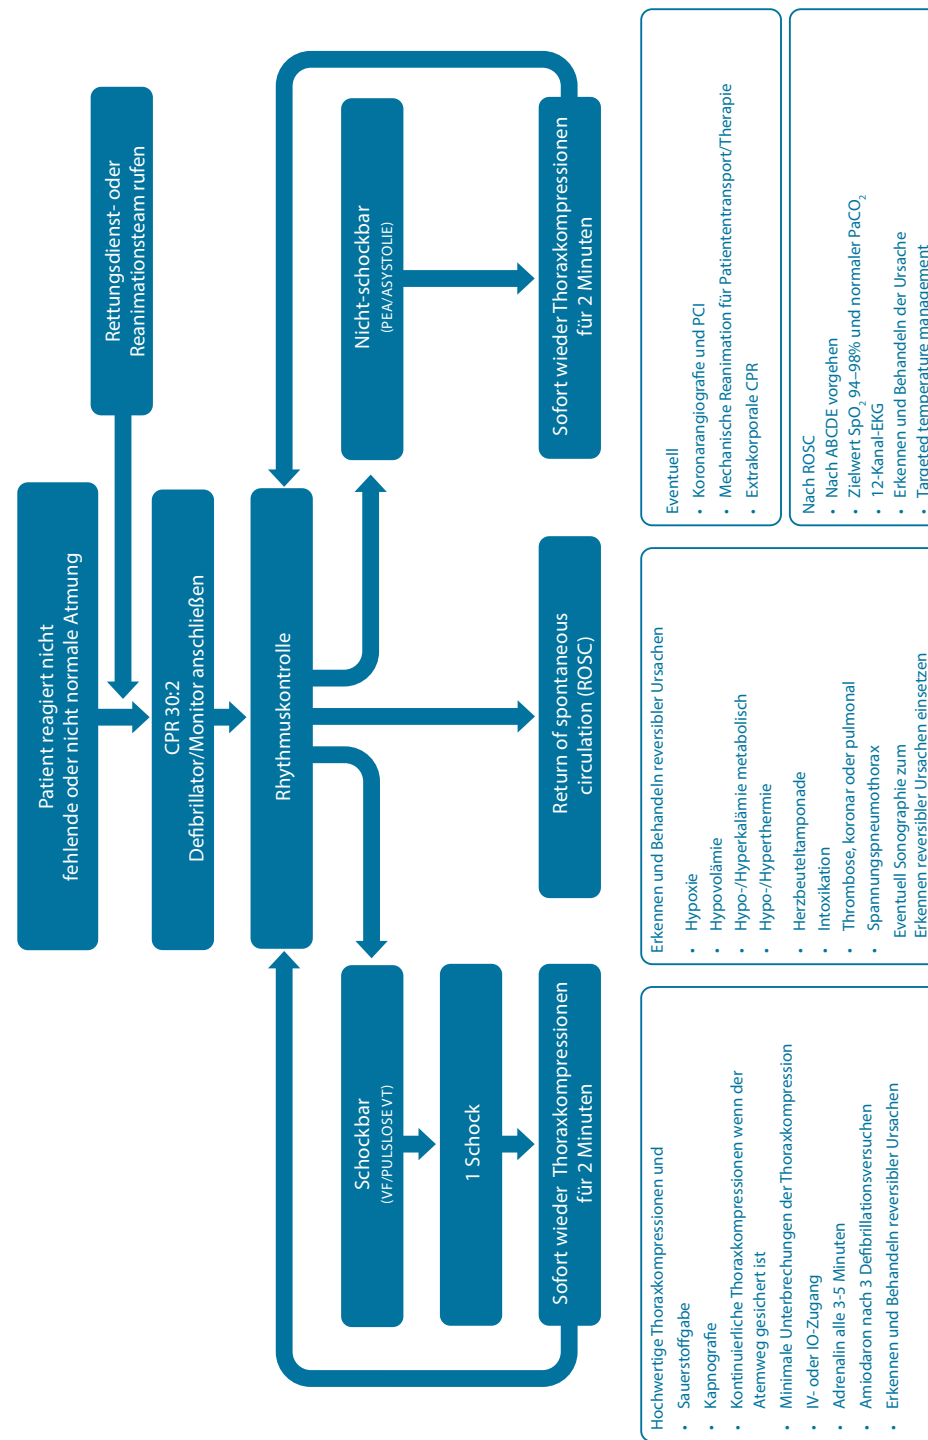 Patient reagiert nicht
fehlende oder nicht normale Atmung
Rettungsdienst- oder
Reanimationsteam rufen
CPR 30:2
Defibrillator/Monitor anschließen
Rhythmuskontrolle
Schockbar
(VF/PULSLOSE VT)
1 Schock
Sofort wieder Thoraxkompressionen
für 2 Minuten
Return of spontaneous
circulation (ROSC)
Nicht-schockbar
(PEA/ASYSTOLIE)
Sofort wieder Thoraxkompressionen
für 2 Minuten
Hochwertige Thoraxkompressionen und
• Sauerstoffgabe
• Kapnografie
• Kontinuierliche Thoraxkompressionen wenn der
Atemweg gesichert ist
• Minimale Unterbrechungen der Thoraxkompression
• IV- oder IO-Zugang
• Adrenalin alle 3-5 Minuten
• Amiodaron nach 3 Defibrillationsversuchen
• Erkennen und Behandeln reversibler Ursachen
Erkennen und Behandeln reversibler Ursachen
• Hypoxie
• Hypovolämie
• Hypo-/Hyperkalämie metabolisch
• Hypo-/Hyperthermie
• Herzbeuteltamponade
• Intoxikation
• Thrombose, koronar oder pulmonal
• Spannungspneumothorax
Eventuell Sonographie zum
Erkennen reversibler Ursachen einsetzen
Eventuell
• Koronarangiografie und PCI
• Mechanische Reanimation für Patiententransport/Therapie
• Extrakorporale CPR
Nach ROSC
• Nach ABCDE vorgehen
• Zielwert SpO₂ 94–98% und normaler PaCO₂
• 12-Kanal-EKG
• Erkennen und Behandeln der Ursache
• Targeted temperature management